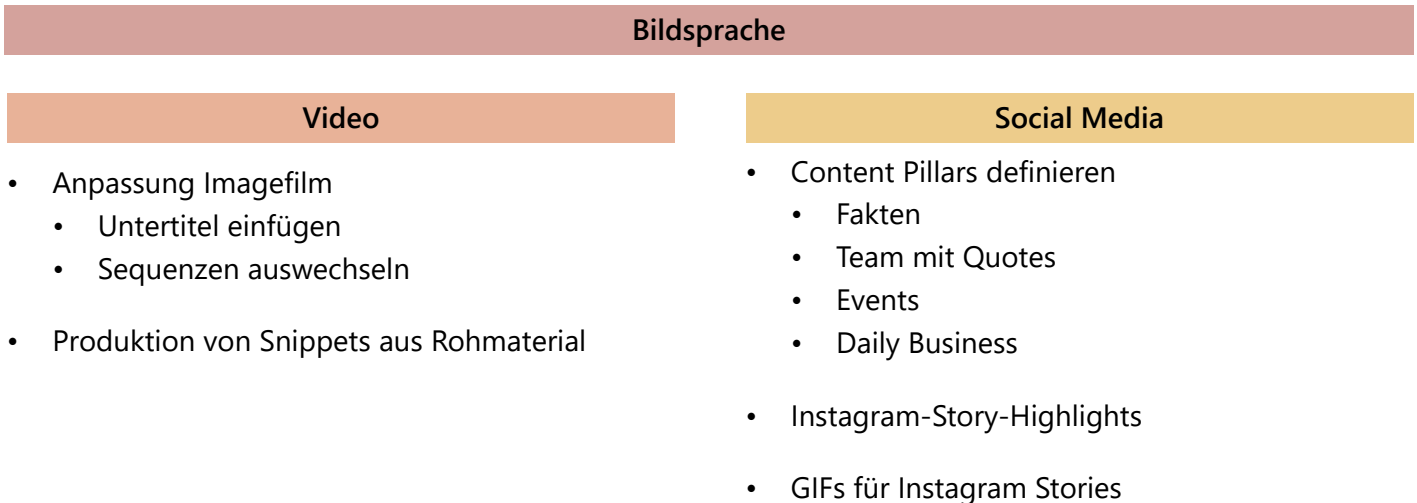 Bildsprache
Video
• Anpassung Imagefilm
• Untertitel einfügen
• Sequenzen auswechseln
• Produktion von Snippets aus Rohmaterial
Social Media
• Content Pillars definieren
• Fakten
• Team mit Quotes
• Events
• Daily Business
• Instagram-Story-Highlights
• GIFs für Instagram Stories